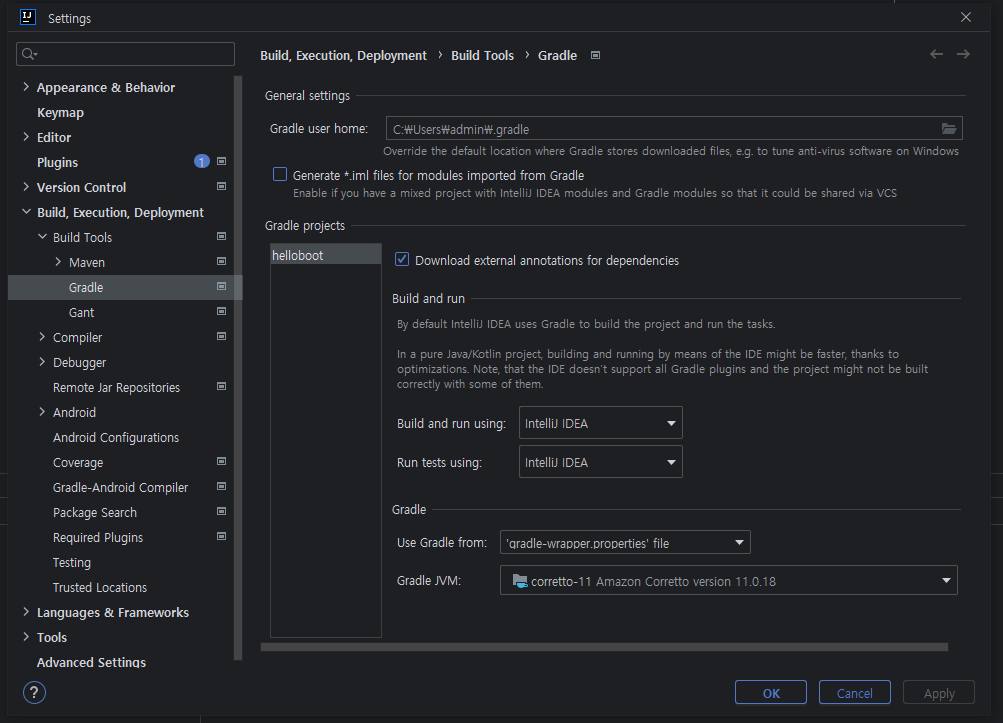 IJ
Settings
Build, Execution, Deployment › Build Tools › Gradle
Appearance & Behavior
Keymap
Editor
Plugins 1
Version Control
Build, Execution, Deployment
Build Tools
Maven
Gradle
Gant
Compiler
Debugger
Remote Jar Repositories
Android
Android Configurations
Coverage
Gradle-Android Compiler
Package Search
Required Plugins
Testing
Trusted Locations
Languages & Frameworks
Tools
Advanced Settings
General settings
Gradle user home: C:₩Users₩admin₩.gradle
Override the default location where Gradle stores downloaded files, e.g. to tune anti-virus software on Windows
Generate *.iml files for modules imported from Gradle
Enable if you have a mixed project with IntelliJ IDEA modules and Gradle modules so that it could be shared via VCS
Gradle projects
helloboot
Download external annotations for dependencies
Build and run
By default IntelliJ IDEA uses Gradle to build the project and run the tasks.
In a pure Java/Kotlin project, building and running by means of the IDE might be faster, thanks to
optimizations. Note, that the IDE doesn't support all Gradle plugins and the project might not be built
correctly with some of them.
Build and run using: IntelliJ IDEA
Run tests using: IntelliJ IDEA
Gradle
Use Gradle from: 'gradle-wrapper.properties' file
Gradle JVM: corretto-11 Amazon Corretto version 11.0.18
?
OK
Cancel
Apply